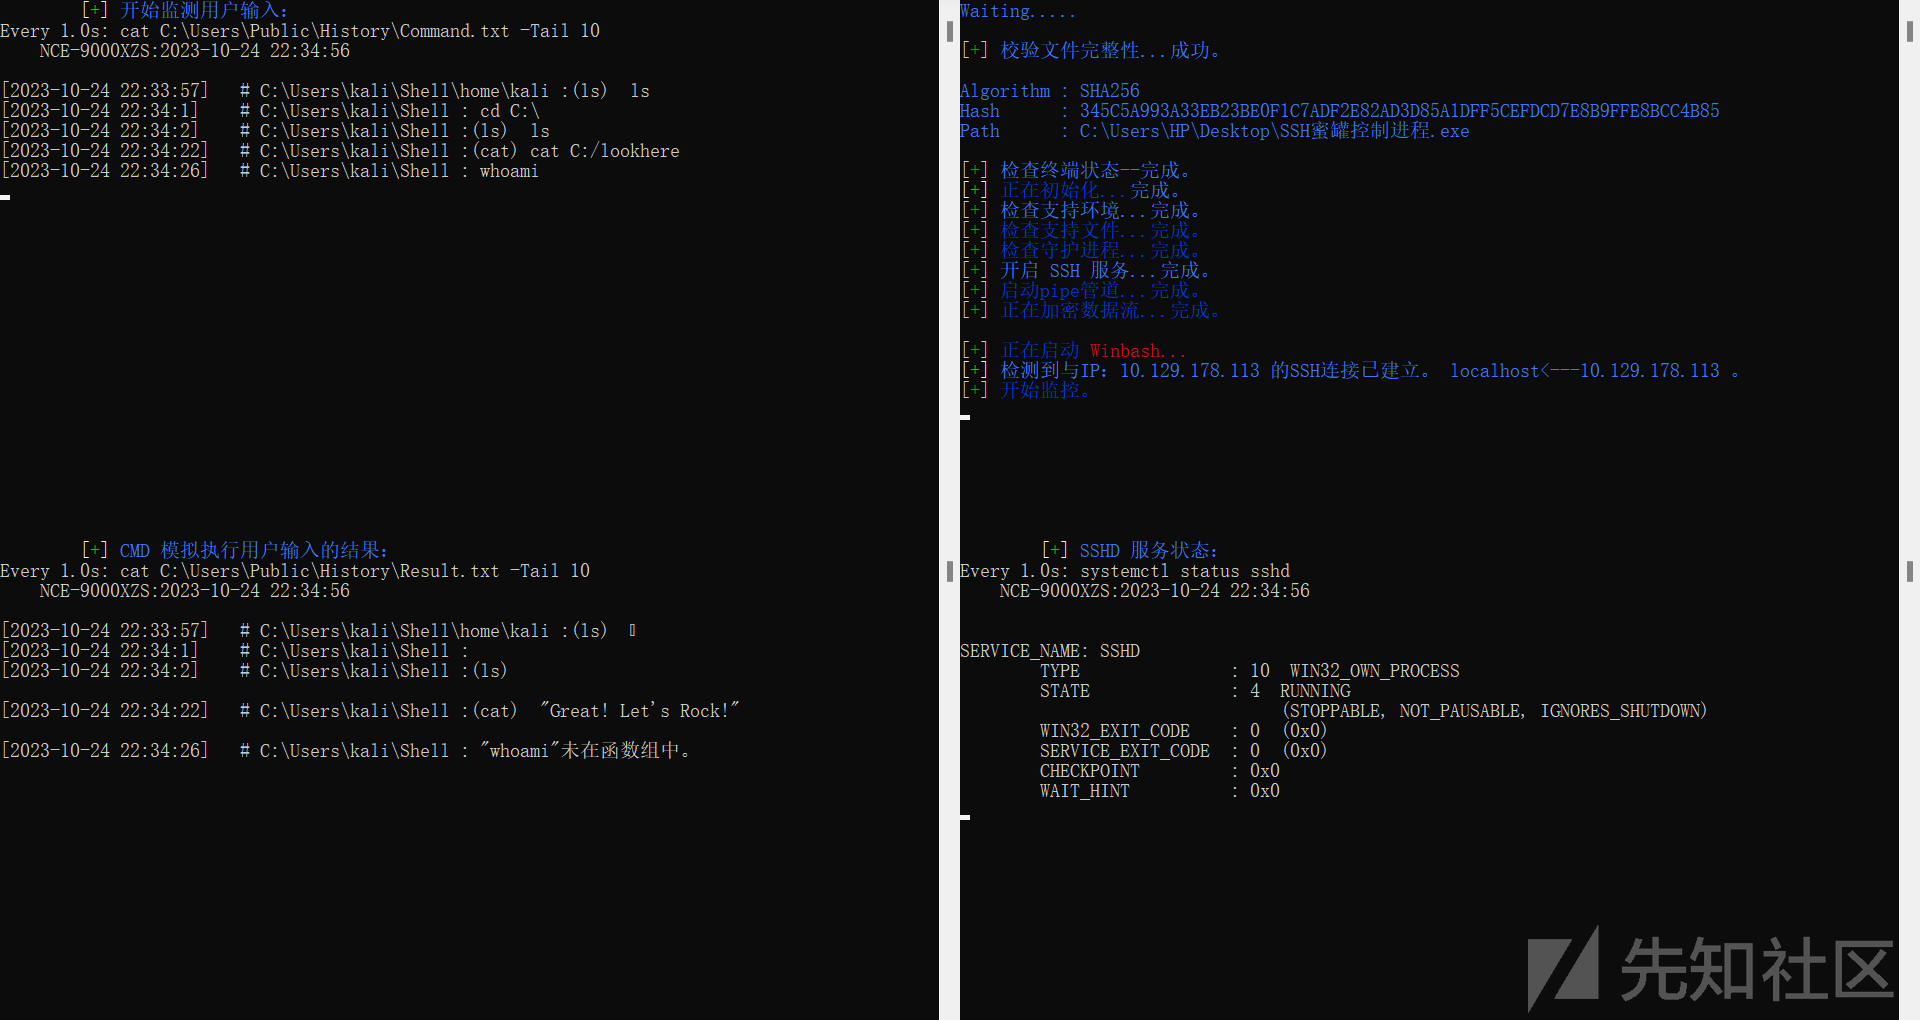 [+] 开始监测用户输入：
Every 1.0s: cat C:\Users\Public\History\Command.txt -Tail 10
NCE-9000XZS:2023-10-24 22:34:56
[2023-10-24 22:33:57]   # C:\Users\kali\Shell\home\kali :(ls)  ls
[2023-10-24 22:34:1]    # C:\Users\kali\Shell : cd C:\
[2023-10-24 22:34:2]    # C:\Users\kali\Shell :(ls)  ls
[2023-10-24 22:34:22]   # C:\Users\kali\Shell :(cat) cat C:/lookhere
[2023-10-24 22:34:26]   # C:\Users\kali\Shell : whoami
Waiting.....
[+] 校验文件完整性...成功。
Algorithm : SHA256
Hash      : 345C5A993A33EB23BE0F1C7ADF2E82AD3D85A1DFF5CEFDCD7E8B9FFE8BCC4B85
Path      : C:\Users\HP\Desktop\SSH蜜罐控制进程.exe
[+] 检查终端状态--完成。
[+] 正在初始化...完成。
[+] 检查支持环境...完成。
[+] 检查支持文件...完成。
[+] 检查守护进程...完成。
[+] 开启 SSH 服务...完成。
[+] 启动pipe管道...完成。
[+] 正在加密数据流...完成。
[+] 正在启动 Winbash...
[+] 检测到与IP：10.129.178.113 的SSH连接已建立。 localhost<---10.129.178.113 。
[+] 开始监控。
[+] CMD 模拟执行用户输入的结果：
Every 1.0s: cat C:\Users\Public\History\Result.txt -Tail 10
NCE-9000XZS:2023-10-24 22:34:56
[2023-10-24 22:33:57]   # C:\Users\kali\Shell\home\kali :(ls)
[2023-10-24 22:34:1]    # C:\Users\kali\Shell :
[2023-10-24 22:34:2]    # C:\Users\kali\Shell :(ls)
[2023-10-24 22:34:22]   # C:\Users\kali\Shell :(cat)  "Great! Let's Rock!"
[2023-10-24 22:34:26]   # C:\Users\kali\Shell : "whoami"未在函数组中。
[+] SSHD 服务状态：
Every 1.0s: systemctl status sshd
NCE-9000XZS:2023-10-24 22:34:56
SERVICE_NAME: SSHD
TYPE               : 10  WIN32_OWN_PROCESS
STATE              : 4  RUNNING
(STOPPABLE, NOT_PAUSABLE, IGNORES_SHUTDOWN)
WIN32_EXIT_CODE    : 0  (0x0)
SERVICE_EXIT_CODE  : 0  (0x0)
CHECKPOINT         : 0x0
WAIT_HINT          : 0x0
先知社区